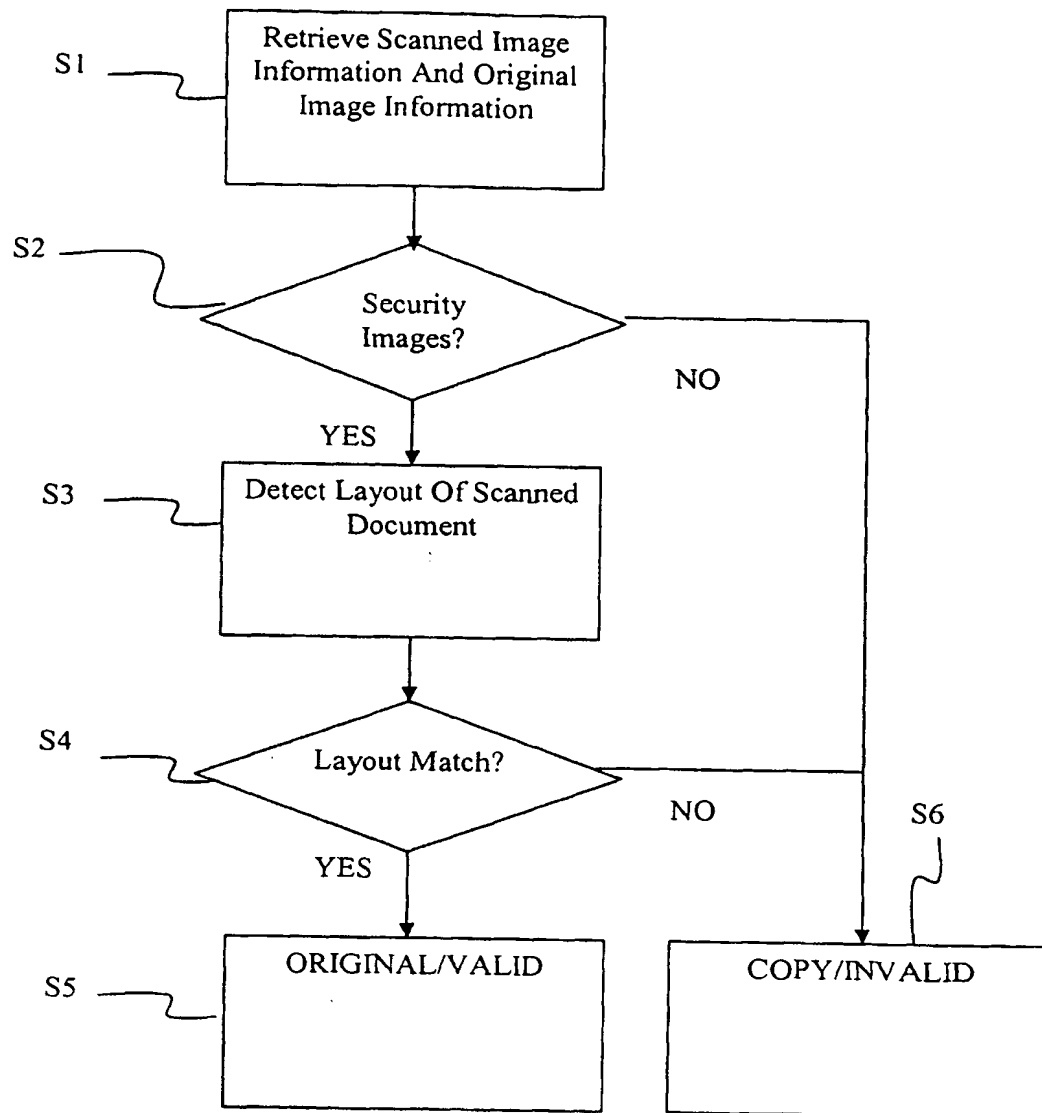 Retrieve Scanned Image
Information And Original
Image Information
S1
S2
Security
Images?
NO
YES
S3
Detect Layout Of Scanned
Document
S4
Layout Match?
NO
S6
YES
ORIGINAL/VALID
COPY/INVALID
S5